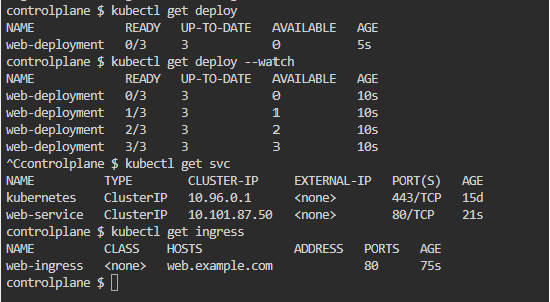 controlplane $ kubectl get deploy
NAME             READY   UP-TO-DATE   AVAILABLE   AGE
web-deployment   0/3     3            0           5s
controlplane $ kubectl get deploy --watch
NAME             READY   UP-TO-DATE   AVAILABLE   AGE
web-deployment   0/3     3            0           10s
web-deployment   1/3     3            1           10s
web-deployment   2/3     3            2           10s
web-deployment   3/3     3            3           10s
^Ccontrolplane $ kubectl get svc
NAME          TYPE        CLUSTER-IP     EXTERNAL-IP   PORT(S)   AGE
kubernetes    ClusterIP   10.96.0.1      <none>        443/TCP   15d
web-service   ClusterIP   10.101.87.50   <none>        80/TCP    21s
controlplane $ kubectl get ingress
NAME          CLASS    HOSTS             ADDRESS   PORTS   AGE
web-ingress   <none>   web.example.com             80      75s
controlplane $